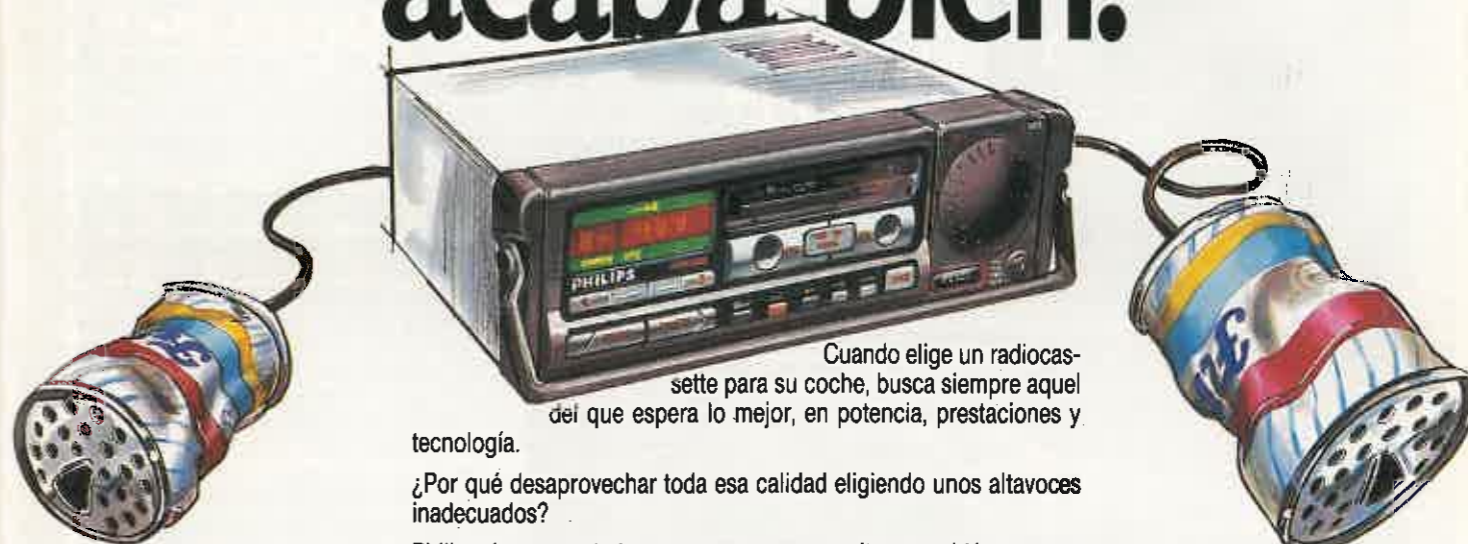 acaba bien.
PHILIPS
Cuando elige un radiocas-
sette para su coche, busca siempre aquel
del que espera lo mejor, en potencia, prestaciones y
tecnología.
¿Por qué desaprovechar toda esa calidad eligiendo unos altavoces
inadecuados?